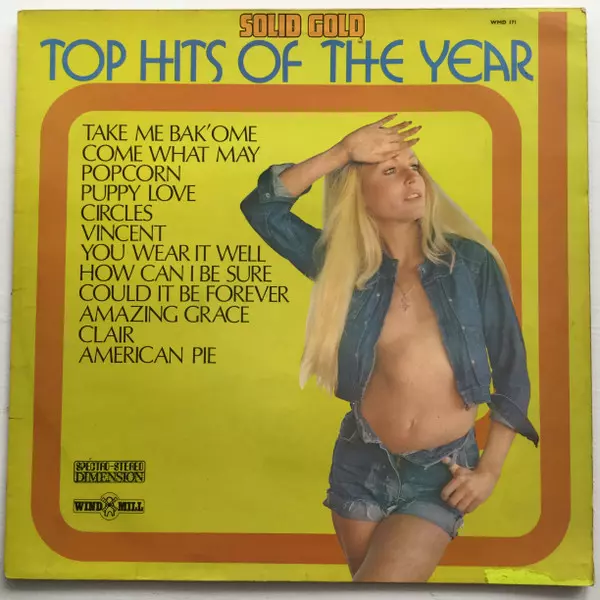 SOLID GOLD
WMD 171
TOP HITS OF THE YEAR
TAKE ME BAK'OME
COME WHAT MAY
POPCORN
PUPPY LOVE
CIRCLES
VINCENT
YOU WEAR IT WELL
HOW CAN I BE SURE
COULD IT BE FOREVER
AMAZING GRACE
CLAIR
AMERICAN PIE
SPECTRO-STEREO
DIMENSION
WIND MILL